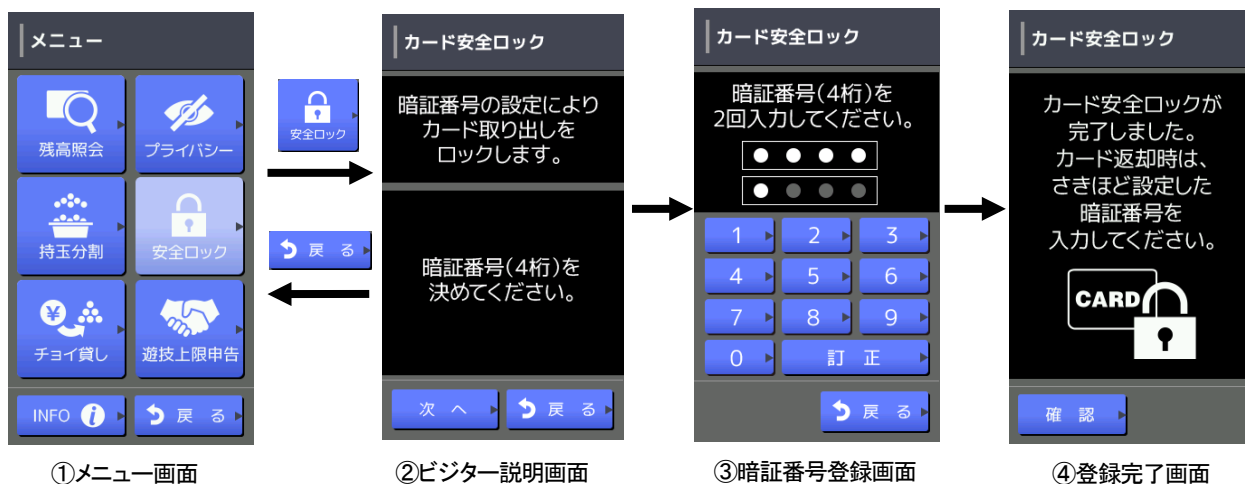 メニュー
残高照会
プライバシー
持玉分割
安全ロック
チョイ貸し
遊技上限申告
INFO i
戻 る
①メニュー画面
安全ロック
戻 る
カード安全ロック
暗証番号の設定により
カード取り出しを
ロックします。
暗証番号(4桁)を
決めてください。
次 へ
戻 る
②ビジター説明画面
カード安全ロック
暗証番号(4桁)を
2回入力してください。
1 2 3
4 5 6
7 8 9
0 訂 正
戻 る
③暗証番号登録画面
カード安全ロック
カード安全ロックが
完了しました。
カード返却時は、
さきほど設定した
暗証番号を
入力してください。
CARD
確 認
④登録完了画面